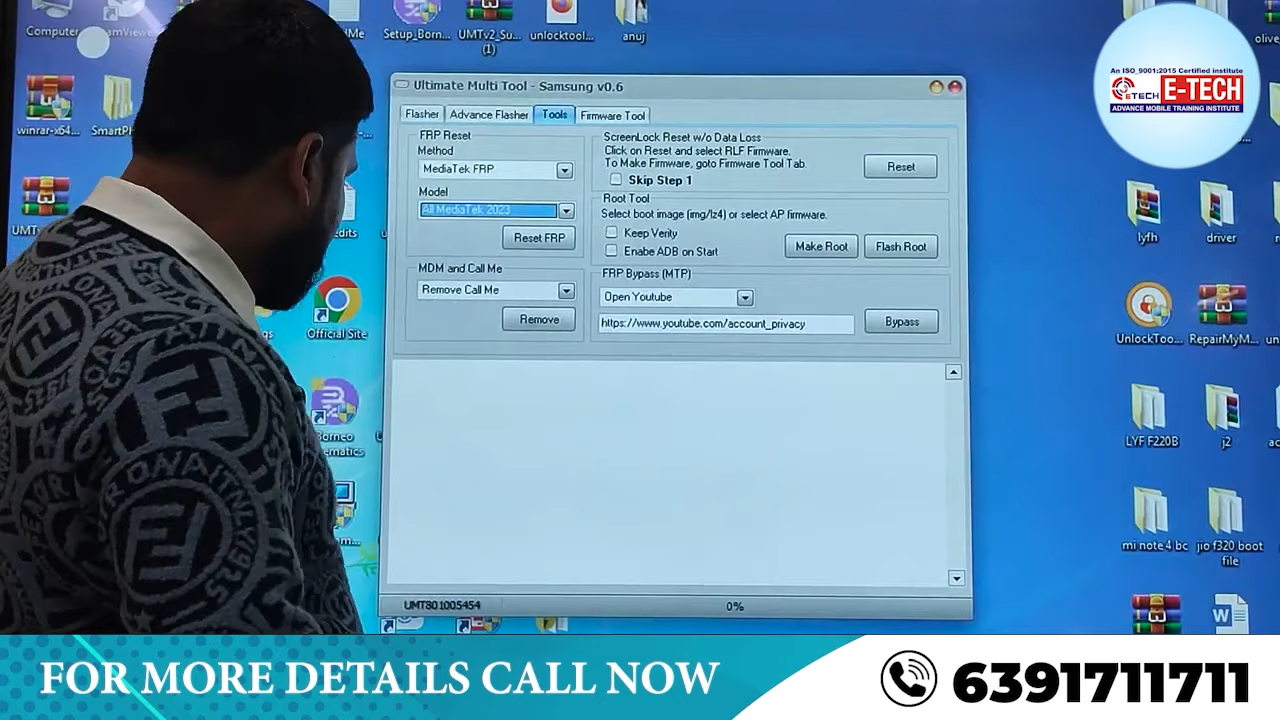 Computer
Setup_Born...
UMTv2_Su...
(1)
unlocktool...
anuj
An ISO_9001:2015 Certified institute
ETECH E-TECH
ADVANCE MOBILE TRAINING INSTITUTE
winrar-x64...
SmartPH
Ultimate Multi Tool - Samsung v0.6
Flasher Advance Flasher Tools Firmware Tool
FRP Reset
Method
MediaTek FRP
Model
All MediaTek 2023
Reset FRP
MDM and Call Me
Remove Call Me
Remove
ScreenLock Reset w/o Data Loss
Click on Reset and select RLF Firmware.
To Make Firmware, goto Firmware Tool Tab.
Skip Step 1
Reset
Root Tool
Select boot image (img/lz4) or select AP firmware.
Keep Verity
Enable ADB on Start
Make Root Flash Root
FRP Bypass (MTP)
Open Youtube
https://www.youtube.com/account_privacy
Bypass
UMT801005454
0%
Official Site
Borneo
lyfh
driver
UnlockToo...
RepairMyM...
LYF F220B
j2
mi note 4 bc
jio f320 boot
file
FOR MORE DETAILS CALL NOW
6391711711